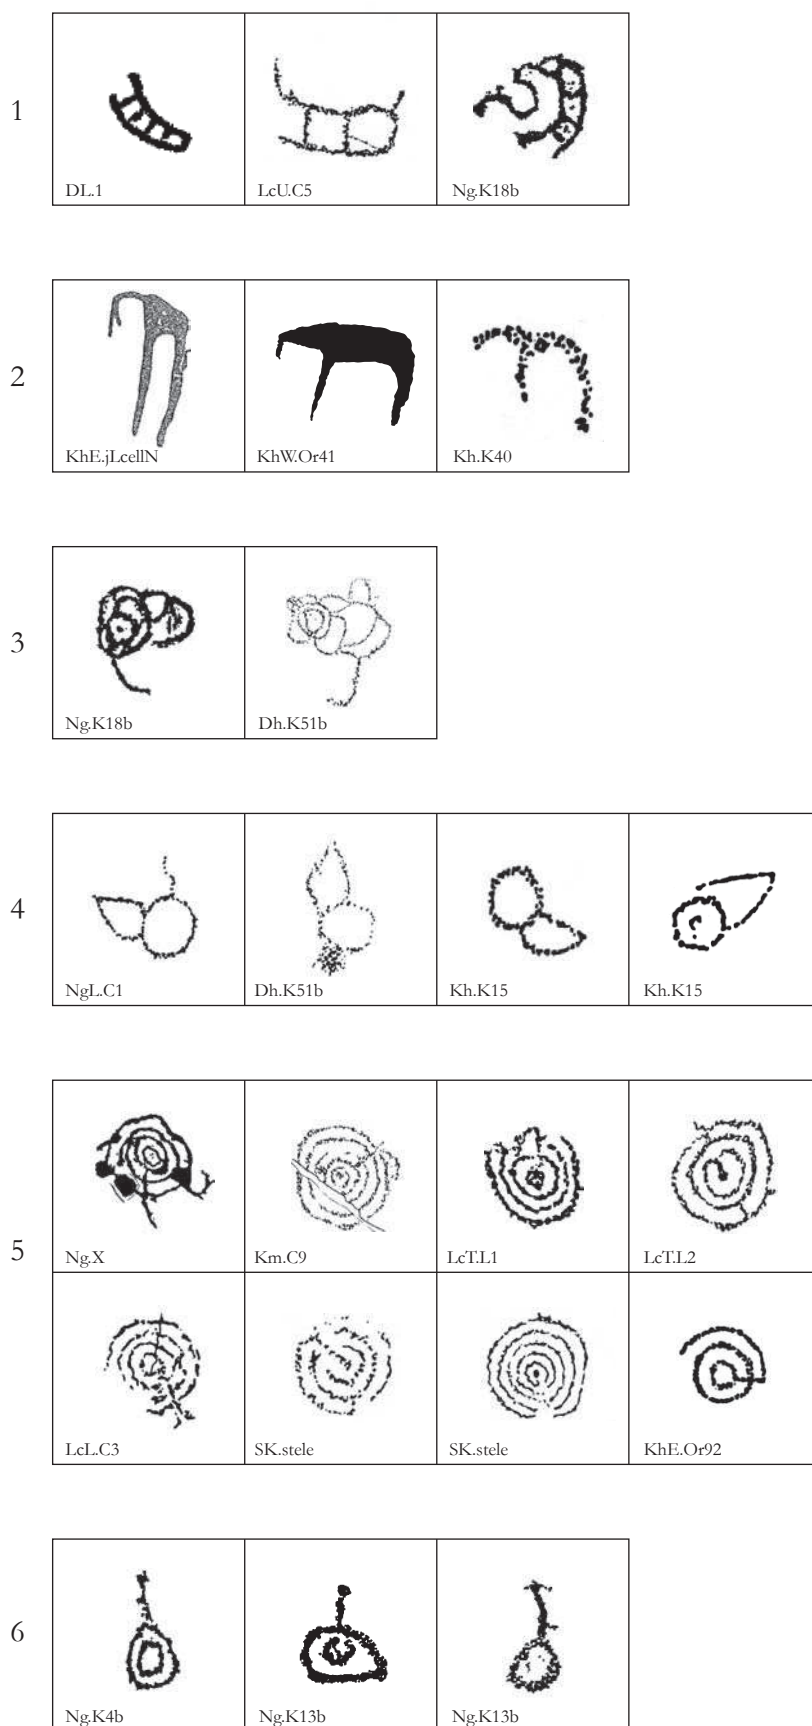 1
DL.1 LcU.C5 Ng.K18b
2
KhE.jLcellN KhW.Or41 Kh.K40
3
Ng.K18b Dh.K51b
4
NgL.C1 Dh.K51b Kh.K15 Kh.K15
5
Ng.X Km.C9 LcT.L1 LcT.L2
LcL.C3 SK.stele SK.stele KhE.Or92
6
Ng.K4b Ng.K13b Ng.K13b